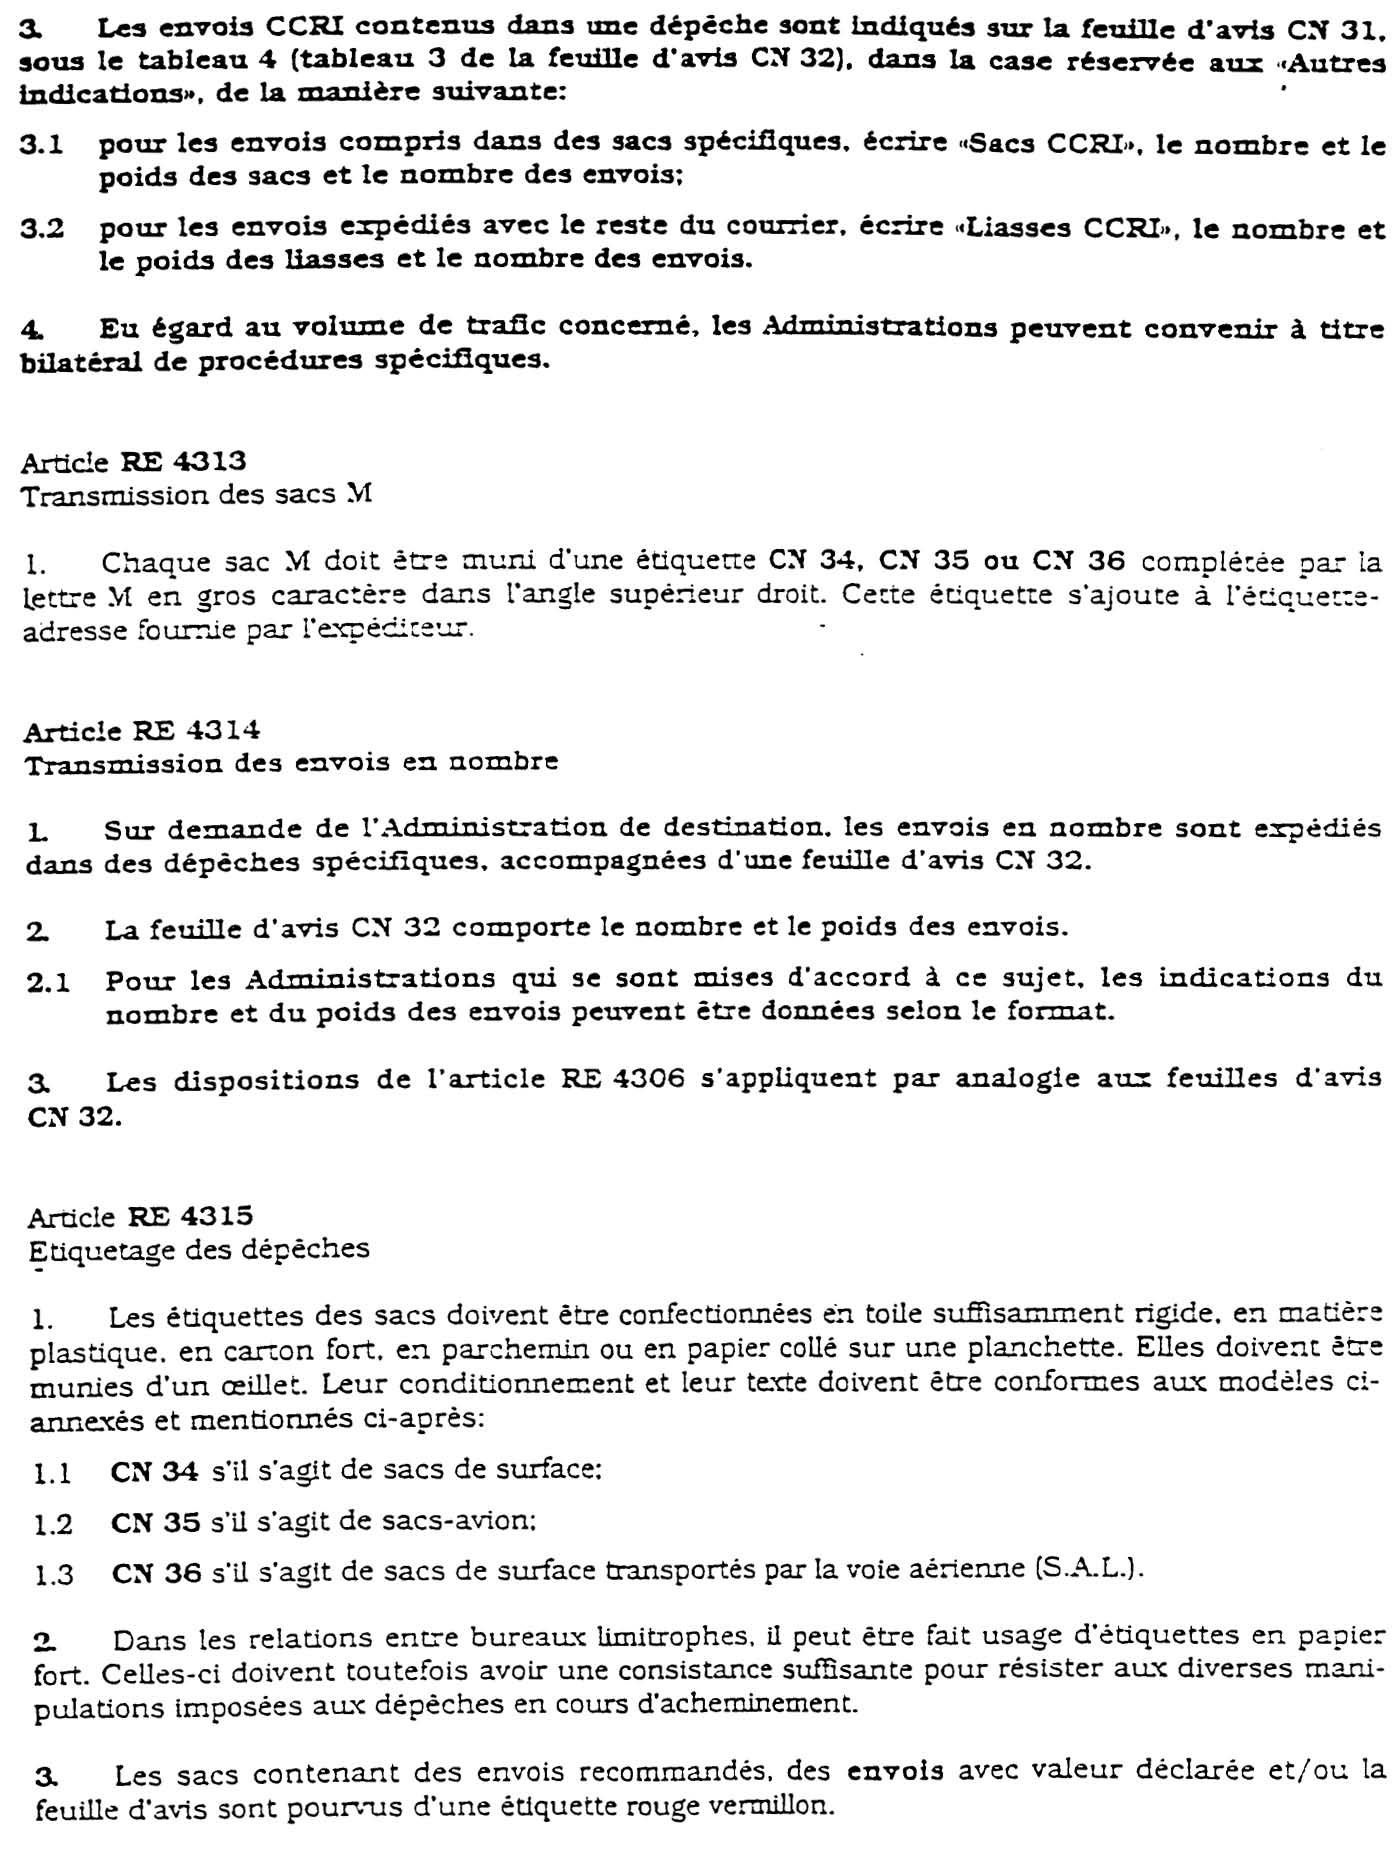 3. Les envois CCRI contenus dans une dépêche sont indiqués sur la feuille d'avis CN 31,
sous le tableau 4 (tableau 3 de la feuille d'avis CN 32), dans la case réservée aux «Autres
indications», de la manière suivante:
3.1 pour les envois compris dans des sacs spécifiques, écrire «Sacs CCRI», le nombre et le
poids des sacs et le nombre des envois;
3.2 pour les envois expédiés avec le reste du courrier, écrire «Liasses CCRI», le nombre et
le poids des liasses et le nombre des envois.
4. Eu égard au volume de trafic concerné, les Administrations peuvent convenir à titre
bilatéral de procédures spécifiques.
Article RE 4313
Transmission des sacs M
1. Chaque sac M doit être muni d'une étiquette CN 34, CN 35 ou CN 36 complétée par la
lettre M en gros caractère dans l'angle supérieur droit. Cette étiquette s'ajoute à l'étiquette-
adresse fournie par l'expéditeur.
Article RE 4314
Transmission des envois en nombre
1. Sur demande de l'Administration de destination, les envois en nombre sont expédiés
dans des dépêches spécifiques, accompagnées d'une feuille d'avis CN 32.
2. La feuille d'avis CN 32 comporte le nombre et le poids des envois.
2.1 Pour les Administrations qui se sont mises d'accord à ce sujet, les indications du
nombre et du poids des envois peuvent être données selon le format.
3. Les dispositions de l'article RE 4306 s'appliquent par analogie aux feuilles d'avis
CN 32.
Article RE 4315
Etiquetage des dépêches
1. Les étiquettes des sacs doivent être confectionnées en toile suffisamment rigide, en matière
plastique, en carton fort, en parchemin ou en papier collé sur une planchette. Elles doivent être
munies d'un œillet. Leur conditionnement et leur texte doivent être conformes aux modèles ci-
annexés et mentionnés ci-après:
1.1 CN 34 s'il s'agit de sacs de surface;
1.2 CN 35 s'il s'agit de sacs-avion;
1.3 CN 36 s'il s'agit de sacs de surface transportés par la voie aérienne (S.A.L.).
2. Dans les relations entre bureaux limitrophes, il peut être fait usage d'étiquettes en papier
fort. Celles-ci doivent toutefois avoir une consistance suffisante pour résister aux diverses mani-
pulations imposées aux dépêches en cours d'acheminement.
3. Les sacs contenant des envois recommandés, des envois avec valeur déclarée et/ou la
feuille d'avis sont pourvus d'une étiquette rouge vermillon.